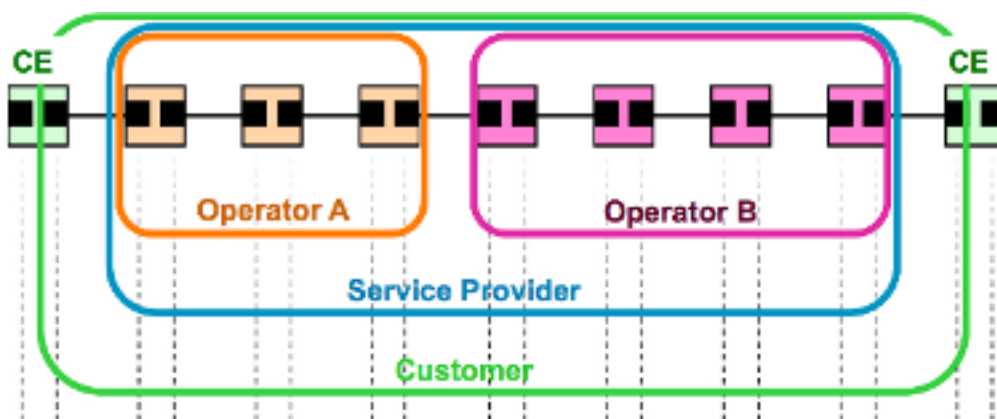 CE
CE
Operator A
Operator B
Service Provider
Customer